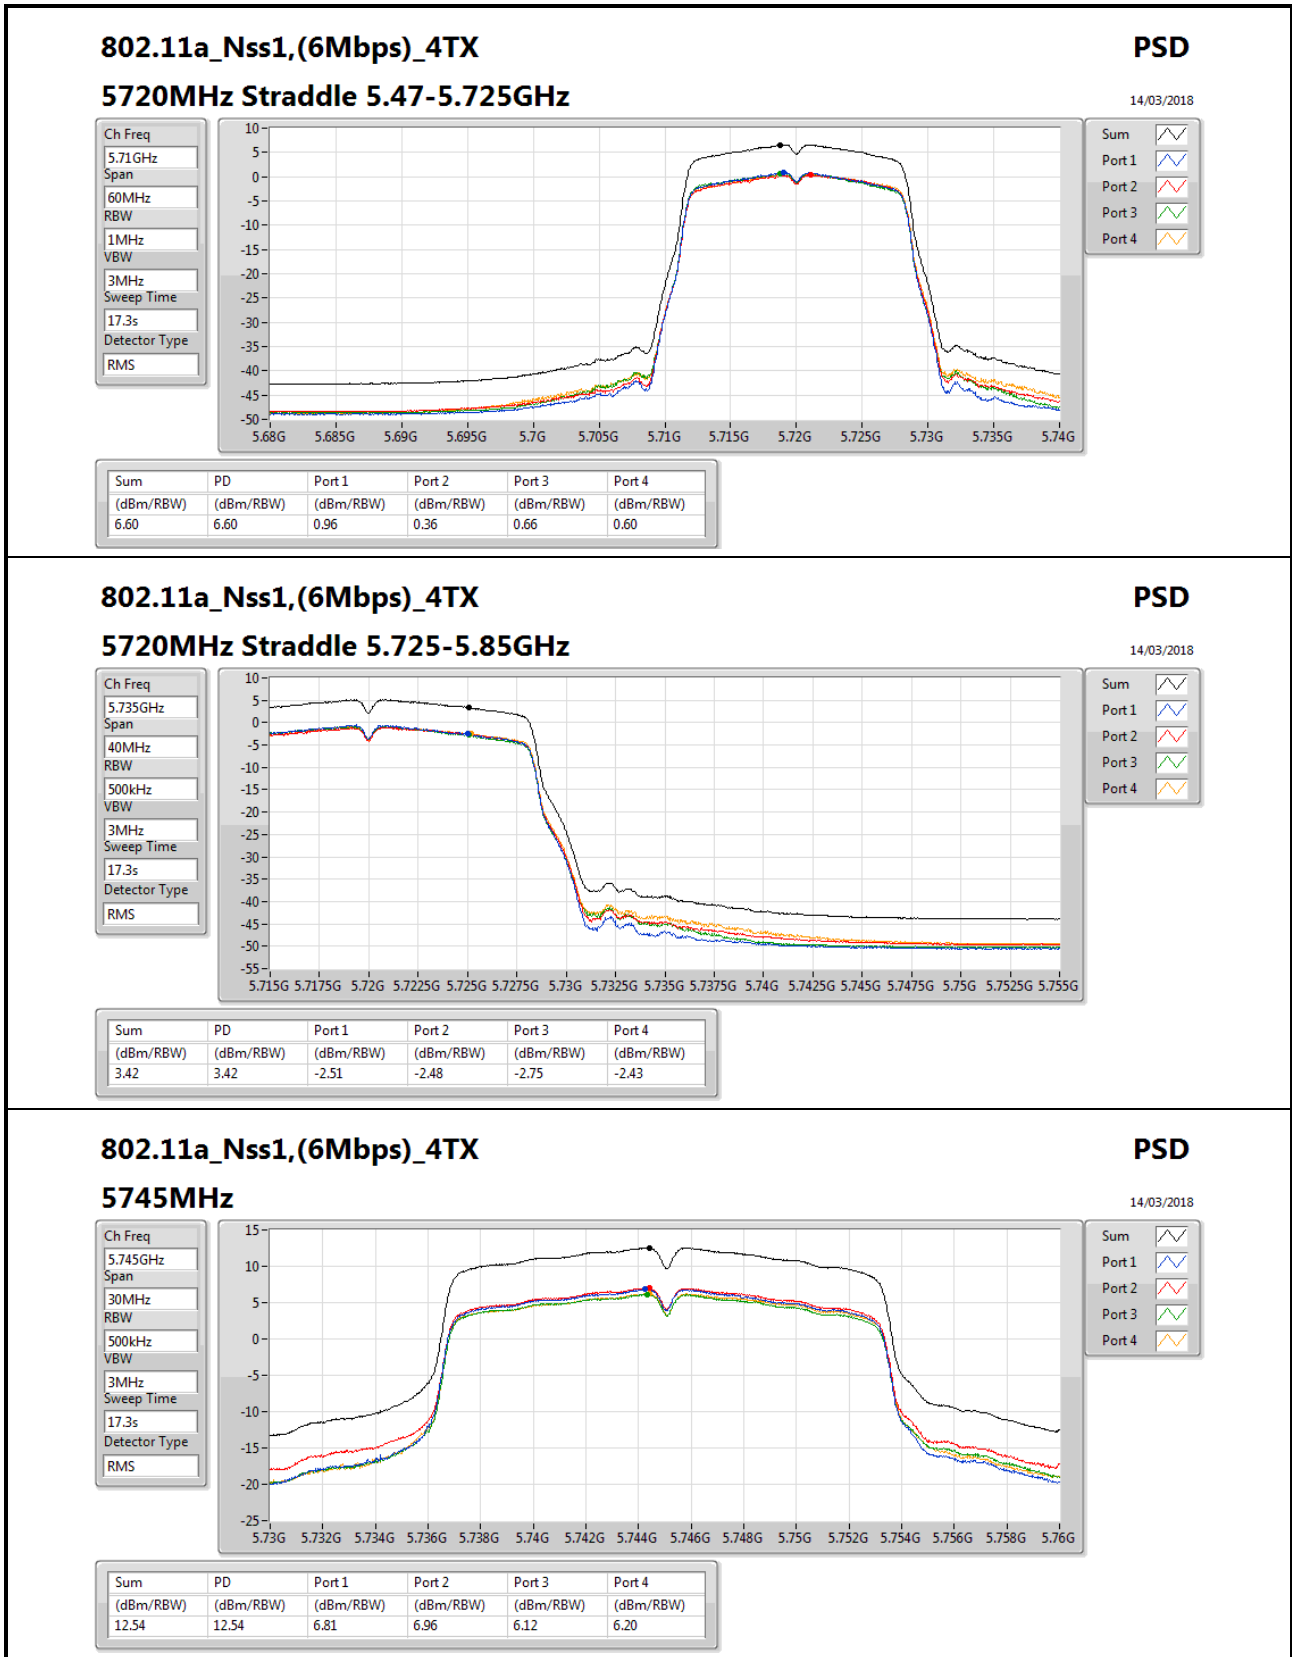 802.11a_Nss1,(6Mbps)_4TX
PSD
5720MHz Straddle 5.47-5.725GHz
14/03/2018
Ch Freq
5.71GHz
Span
60MHz
RBW
1MHz
VBW
3MHz
Sweep Time
17.3s
Detector Type
RMS
10
5
0
-5
-10
-15
-20
-25
-30
-35
-40
-45
-50
5.68G 5.685G 5.69G 5.695G 5.7G 5.705G 5.71G 5.715G 5.72G 5.725G 5.73G 5.735G 5.74G
Sum
Port 1
Port 2
Port 3
Port 4
Sum PD Port 1 Port 2 Port 3 Port 4
(dBm/RBW) (dBm/RBW) (dBm/RBW) (dBm/RBW) (dBm/RBW) (dBm/RBW)
6.60 6.60 0.96 0.36 0.66 0.60
802.11a_Nss1,(6Mbps)_4TX
PSD
5720MHz Straddle 5.725-5.85GHz
14/03/2018
Ch Freq
5.735GHz
Span
40MHz
RBW
500kHz
VBW
3MHz
Sweep Time
17.3s
Detector Type
RMS
10
5
0
-5
-10
-15
-20
-25
-30
-35
-40
-45
-50
-55
5.715G 5.7175G 5.72G 5.7225G 5.725G 5.7275G 5.73G 5.7325G 5.735G 5.7375G 5.74G 5.7425G 5.745G 5.7475G 5.75G 5.7525G 5.755G
Sum
Port 1
Port 2
Port 3
Port 4
Sum PD Port 1 Port 2 Port 3 Port 4
(dBm/RBW) (dBm/RBW) (dBm/RBW) (dBm/RBW) (dBm/RBW) (dBm/RBW)
3.42 3.42 -2.51 -2.48 -2.75 -2.43
802.11a_Nss1,(6Mbps)_4TX
PSD
5745MHz
14/03/2018
Ch Freq
5.745GHz
Span
30MHz
RBW
500kHz
VBW
3MHz
Sweep Time
17.3s
Detector Type
RMS
15
10
5
0
-5
-10
-15
-20
-25
5.73G 5.732G 5.734G 5.736G 5.738G 5.74G 5.742G 5.744G 5.746G 5.748G 5.75G 5.752G 5.754G 5.756G 5.758G 5.76G
Sum
Port 1
Port 2
Port 3
Port 4
Sum PD Port 1 Port 2 Port 3 Port 4
(dBm/RBW) (dBm/RBW) (dBm/RBW) (dBm/RBW) (dBm/RBW) (dBm/RBW)
12.54 12.54 6.81 6.96 6.12 6.20